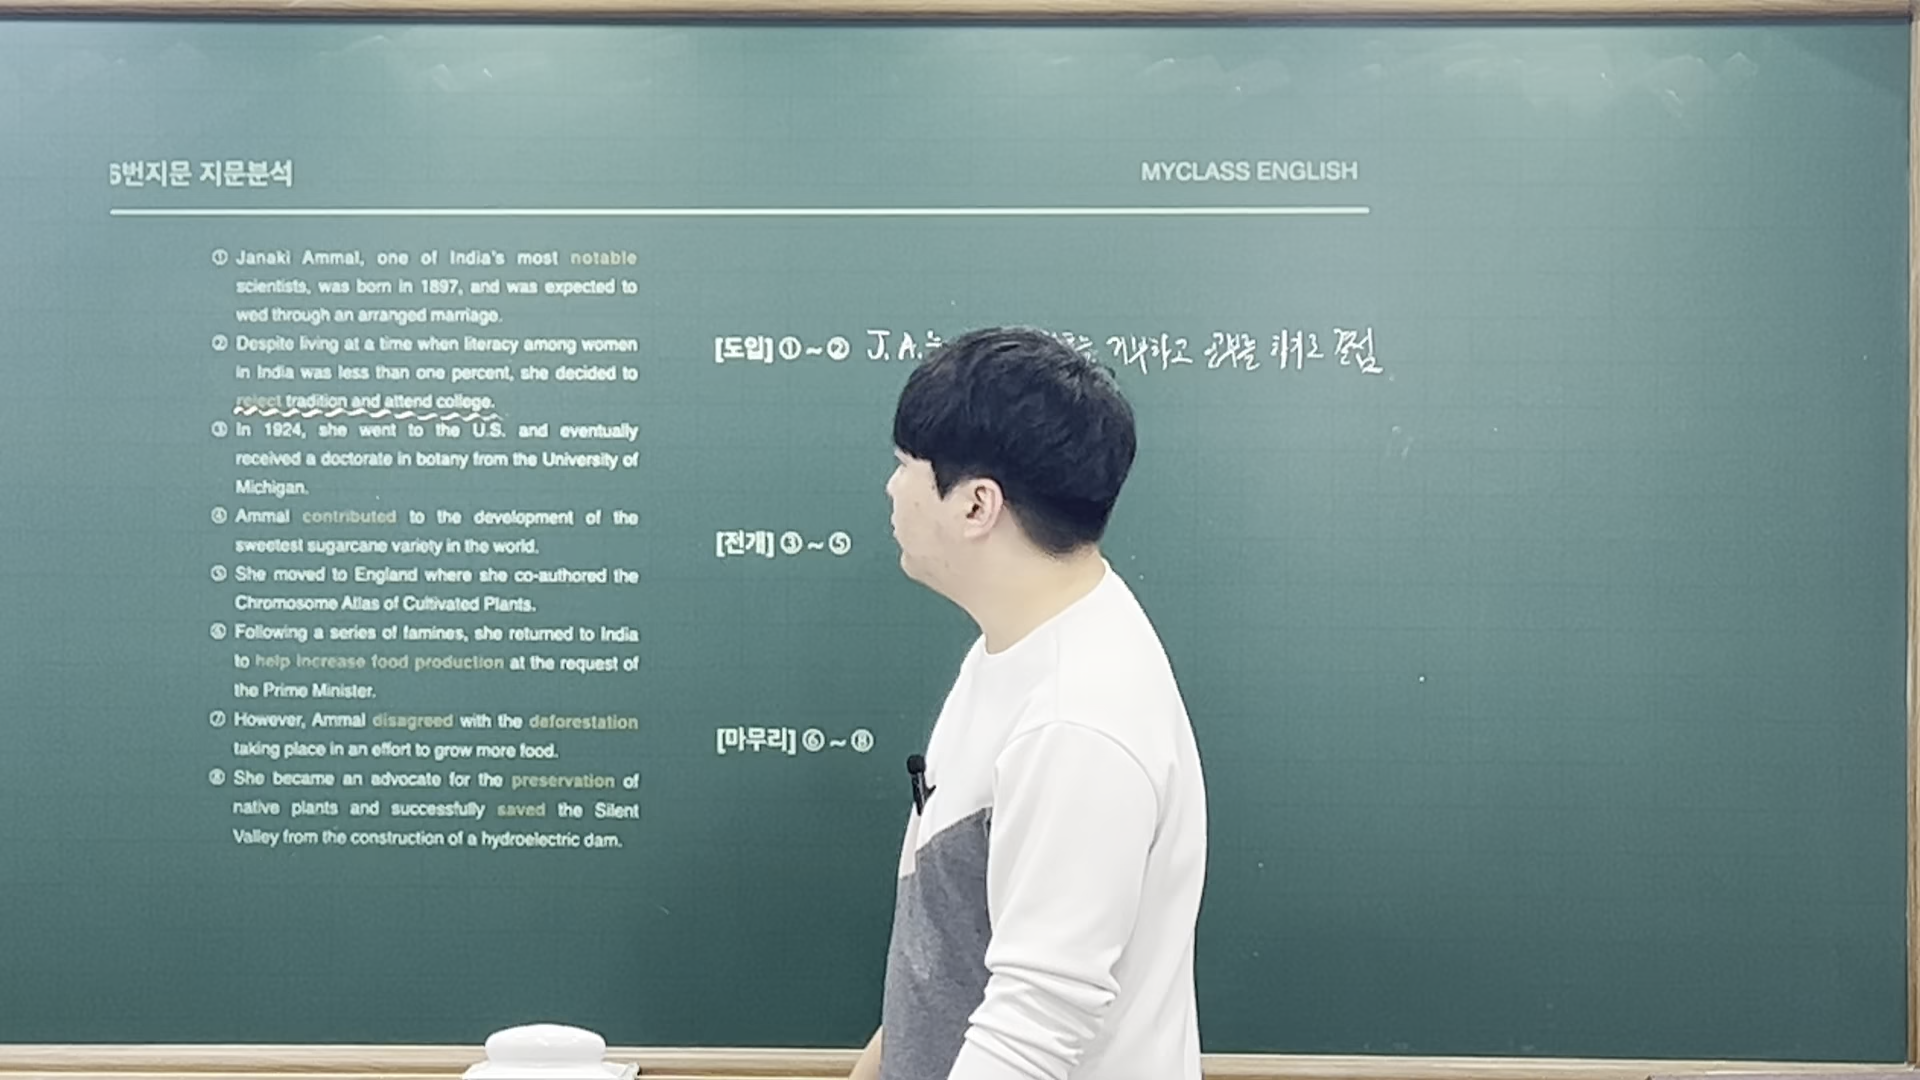 6번지문 지문분석
MYCLASS ENGLISH
① Janaki Ammal, one of India's most notable
scientists, was born in 1897, and was expected to
wed through an arranged marriage.
② Despite living at a time when literacy among women
in India was less than one percent, she decided to
reject tradition and attend college.
③ In 1924, she went to the U.S. and eventually
received a doctorate in botany from the University of
Michigan.
④ Ammal contributed to the development of the
sweetest sugarcane variety in the world.
⑤ She moved to England where she co-authored the
Chromosome Atlas of Cultivated Plants.
⑥ Following a series of famines, she returned to India
to help increase food production at the request of
the Prime Minister.
⑦ However, Ammal disagreed with the deforestation
taking place in an effort to grow more food.
⑧ She became an advocate for the preservation of
native plants and successfully saved the Silent
Valley from the construction of a hydroelectric dam.
[도입] ①~② J.A.는 거부하고 공부를 하기로 결심
[전개] ③~⑤
[마무리] ⑥~⑧